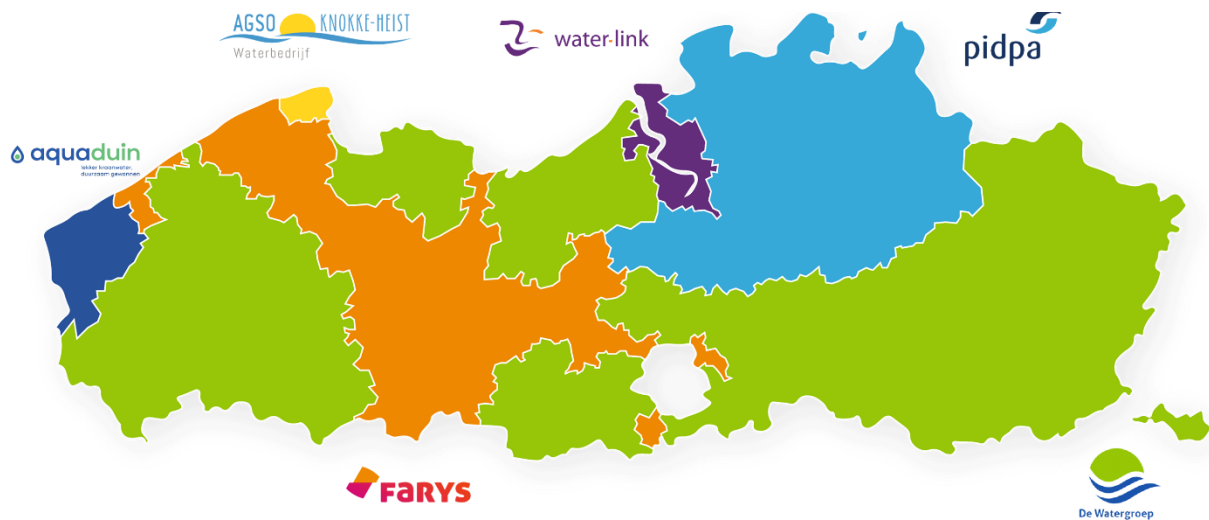 AGSO KNOKKE-HEIST
Waterbedrijf
water-link
pidpa
aquaduin
lekker kraanwater,
duurzaam gewonnen
FARYS
De Watergroep